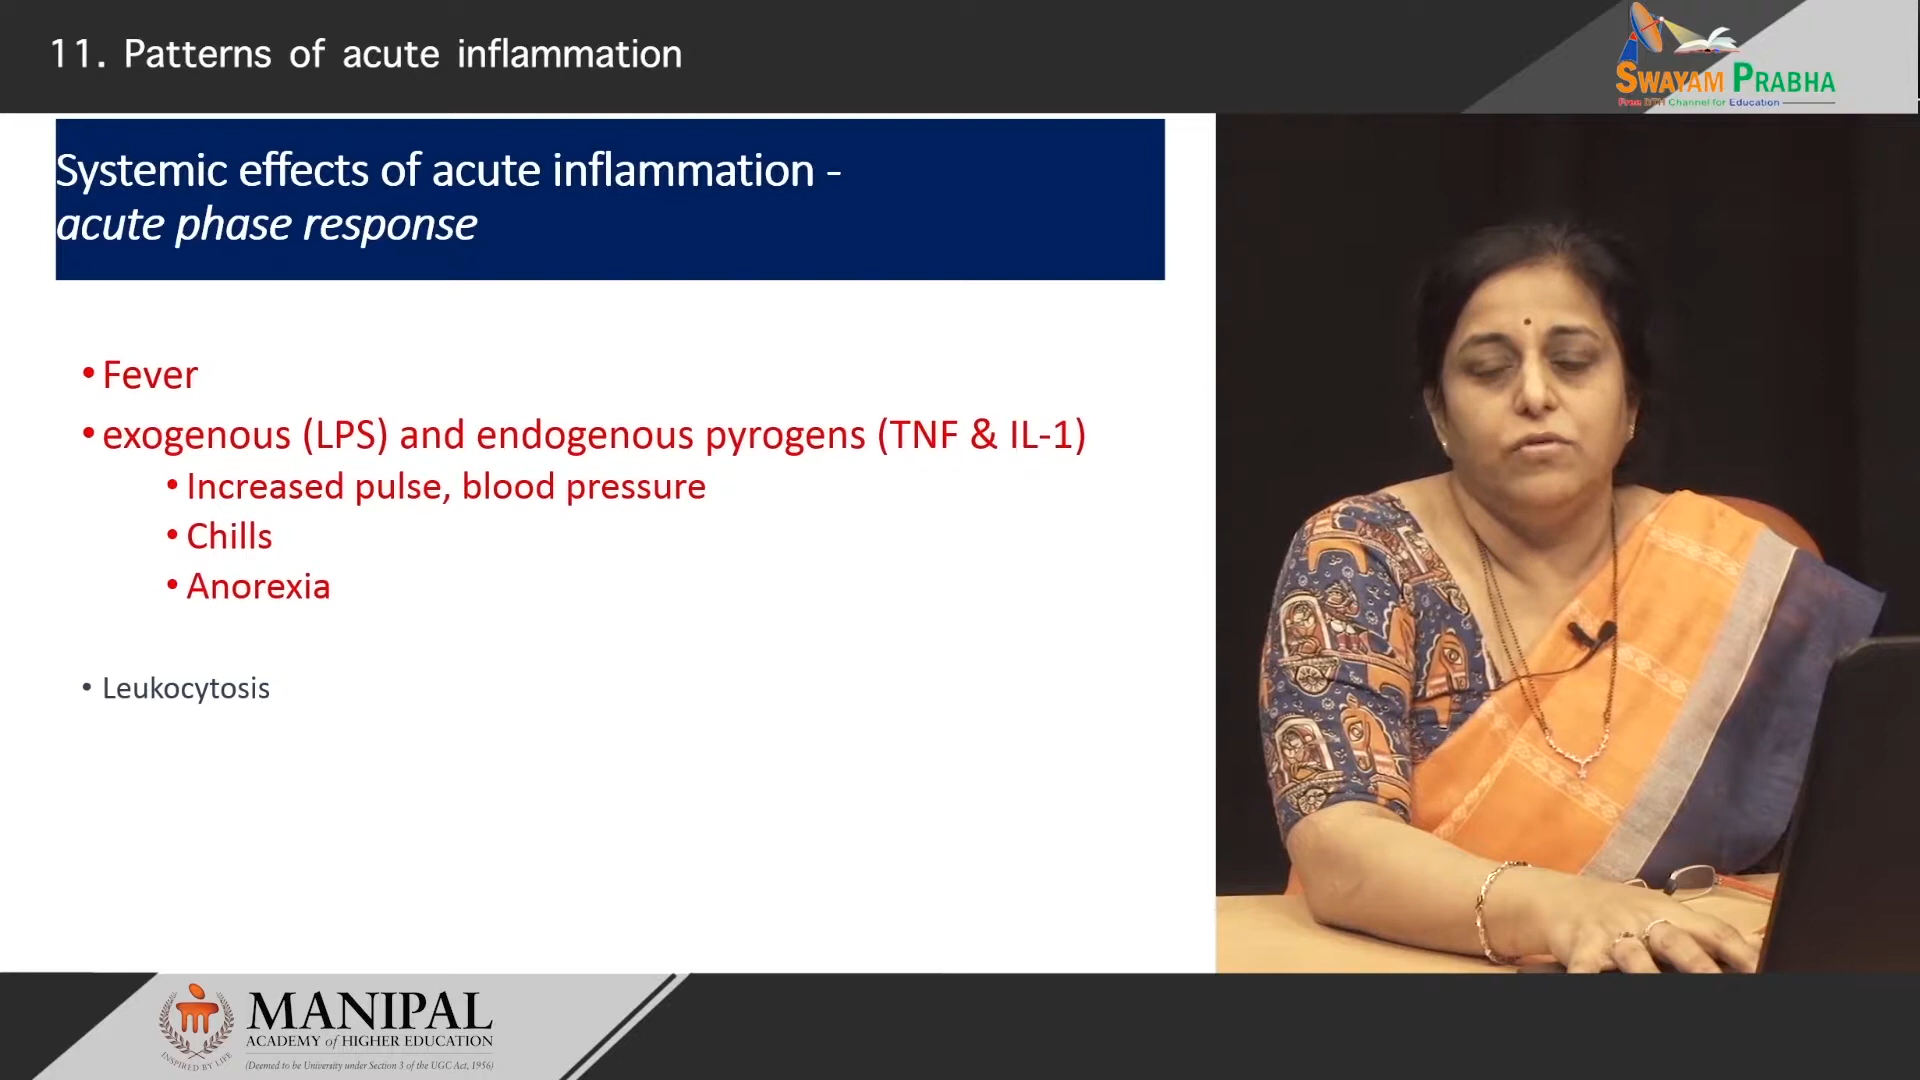 11. Patterns of acute inflammation
SWAYAM PRABHA
Free DTH Channel for Education
Systemic effects of acute inflammation -
acute phase response
• Fever
• exogenous (LPS) and endogenous pyrogens (TNF & IL-1)
• Increased pulse, blood pressure
• Chills
• Anorexia
• Leukocytosis
MANIPAL
ACADEMY of HIGHER EDUCATION
(Deemed to be University under Section 3 of the UGC Act, 1956)
INSPIRED BY LIFE